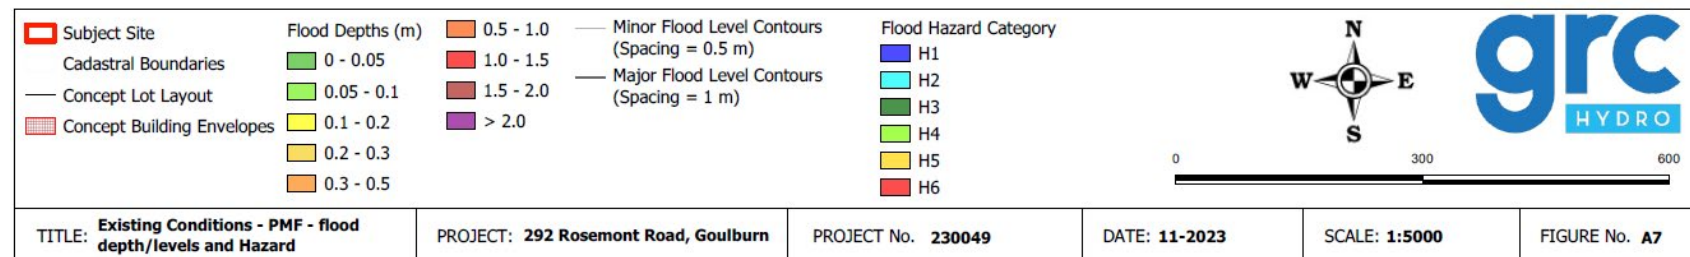 Subject Site
Cadastral Boundaries
Concept Lot Layout
Concept Building Envelopes
Flood Depths (m)
0 - 0.05
0.05 - 0.1
0.1 - 0.2
0.2 - 0.3
0.3 - 0.5
0.5 - 1.0
1.0 - 1.5
1.5 - 2.0
> 2.0
Minor Flood Level Contours
(Spacing = 0.5 m)
Major Flood Level Contours
(Spacing = 1 m)
Flood Hazard Category
H1
H2
H3
H4
H5
H6
N
W E
S
0 300 600
grc
HYDRO
TITLE: Existing Conditions - PMF - flood
depth/levels and Hazard
PROJECT: 292 Rosemont Road, Goulburn
PROJECT No. 230049
DATE: 11-2023
SCALE: 1:5000
FIGURE No. A7